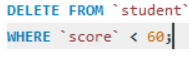 DELETE FROM `student`
WHERE `score` < 60;